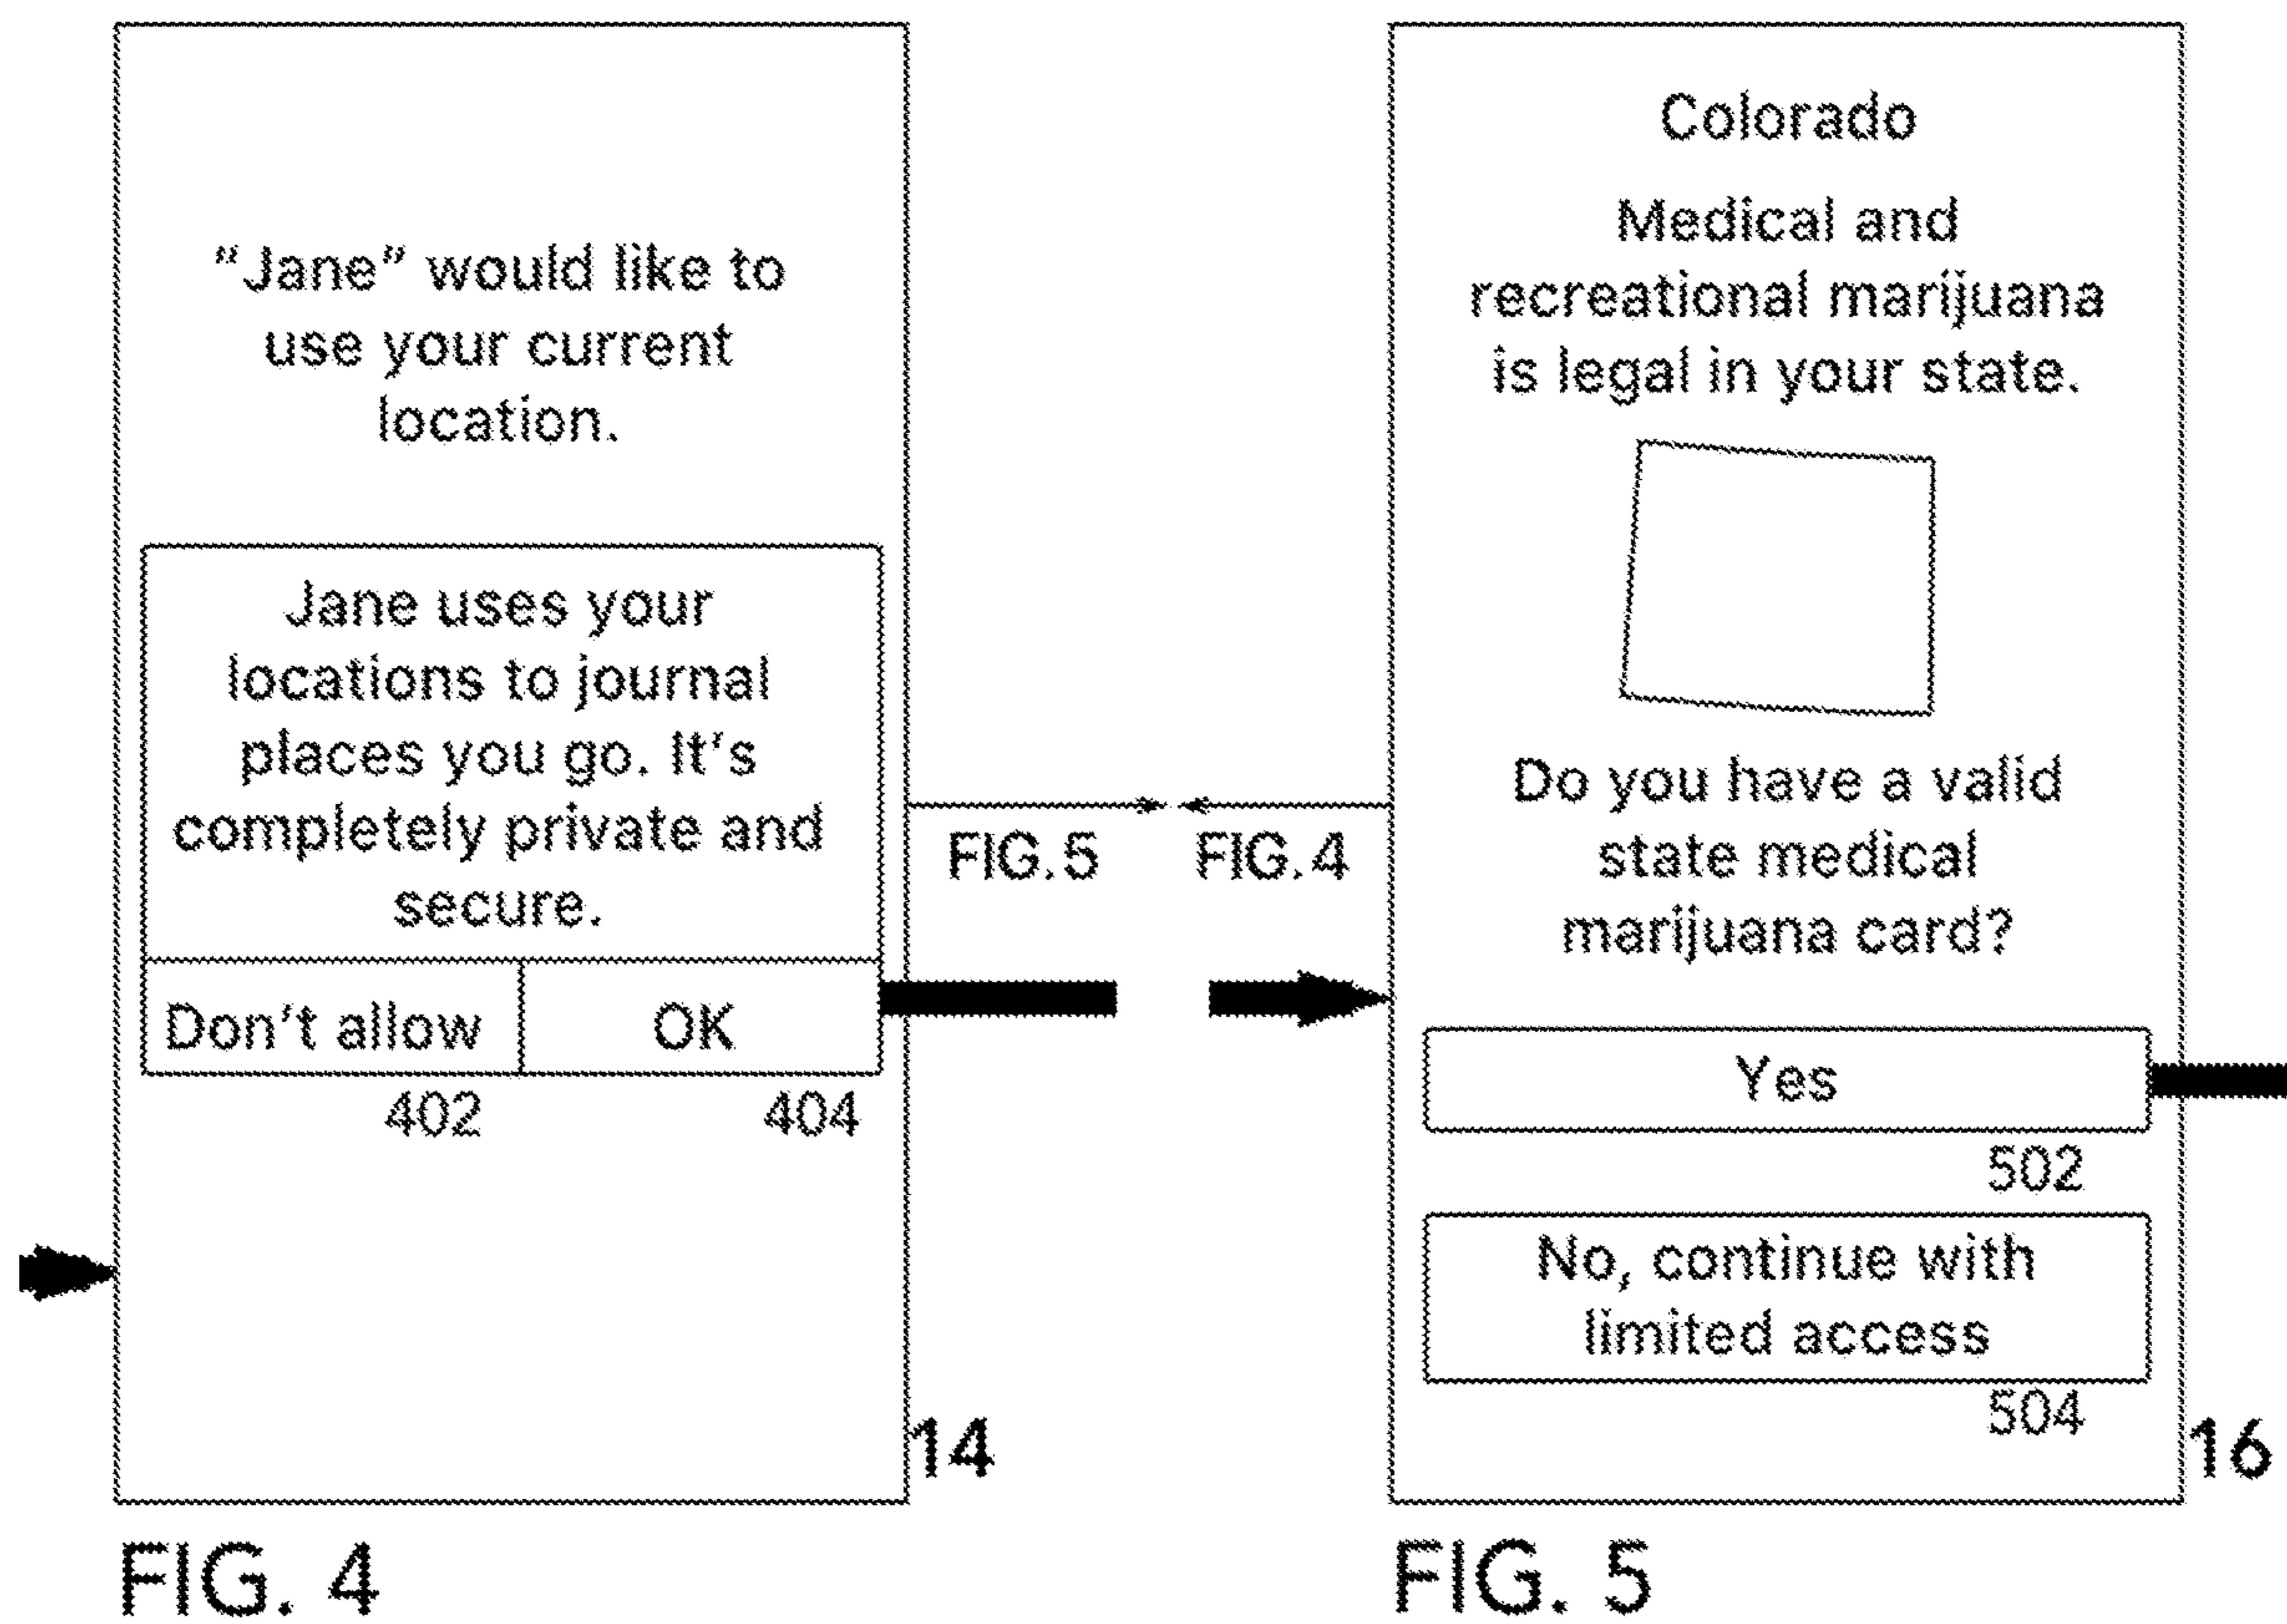 “Jane” would like to
use your current
location.
Jane uses your
locations to journal
places you go. It’s
completely private and
secure.
Don’t allow
OK
402
404
14
FIG. 4
FIG. 5
FIG. 4
Colorado
Medical and
recreational marijuana
is legal in your state.
Do you have a valid
state medical
marijuana card?
Yes
502
No, continue with
limited access
504
16
FIG. 5